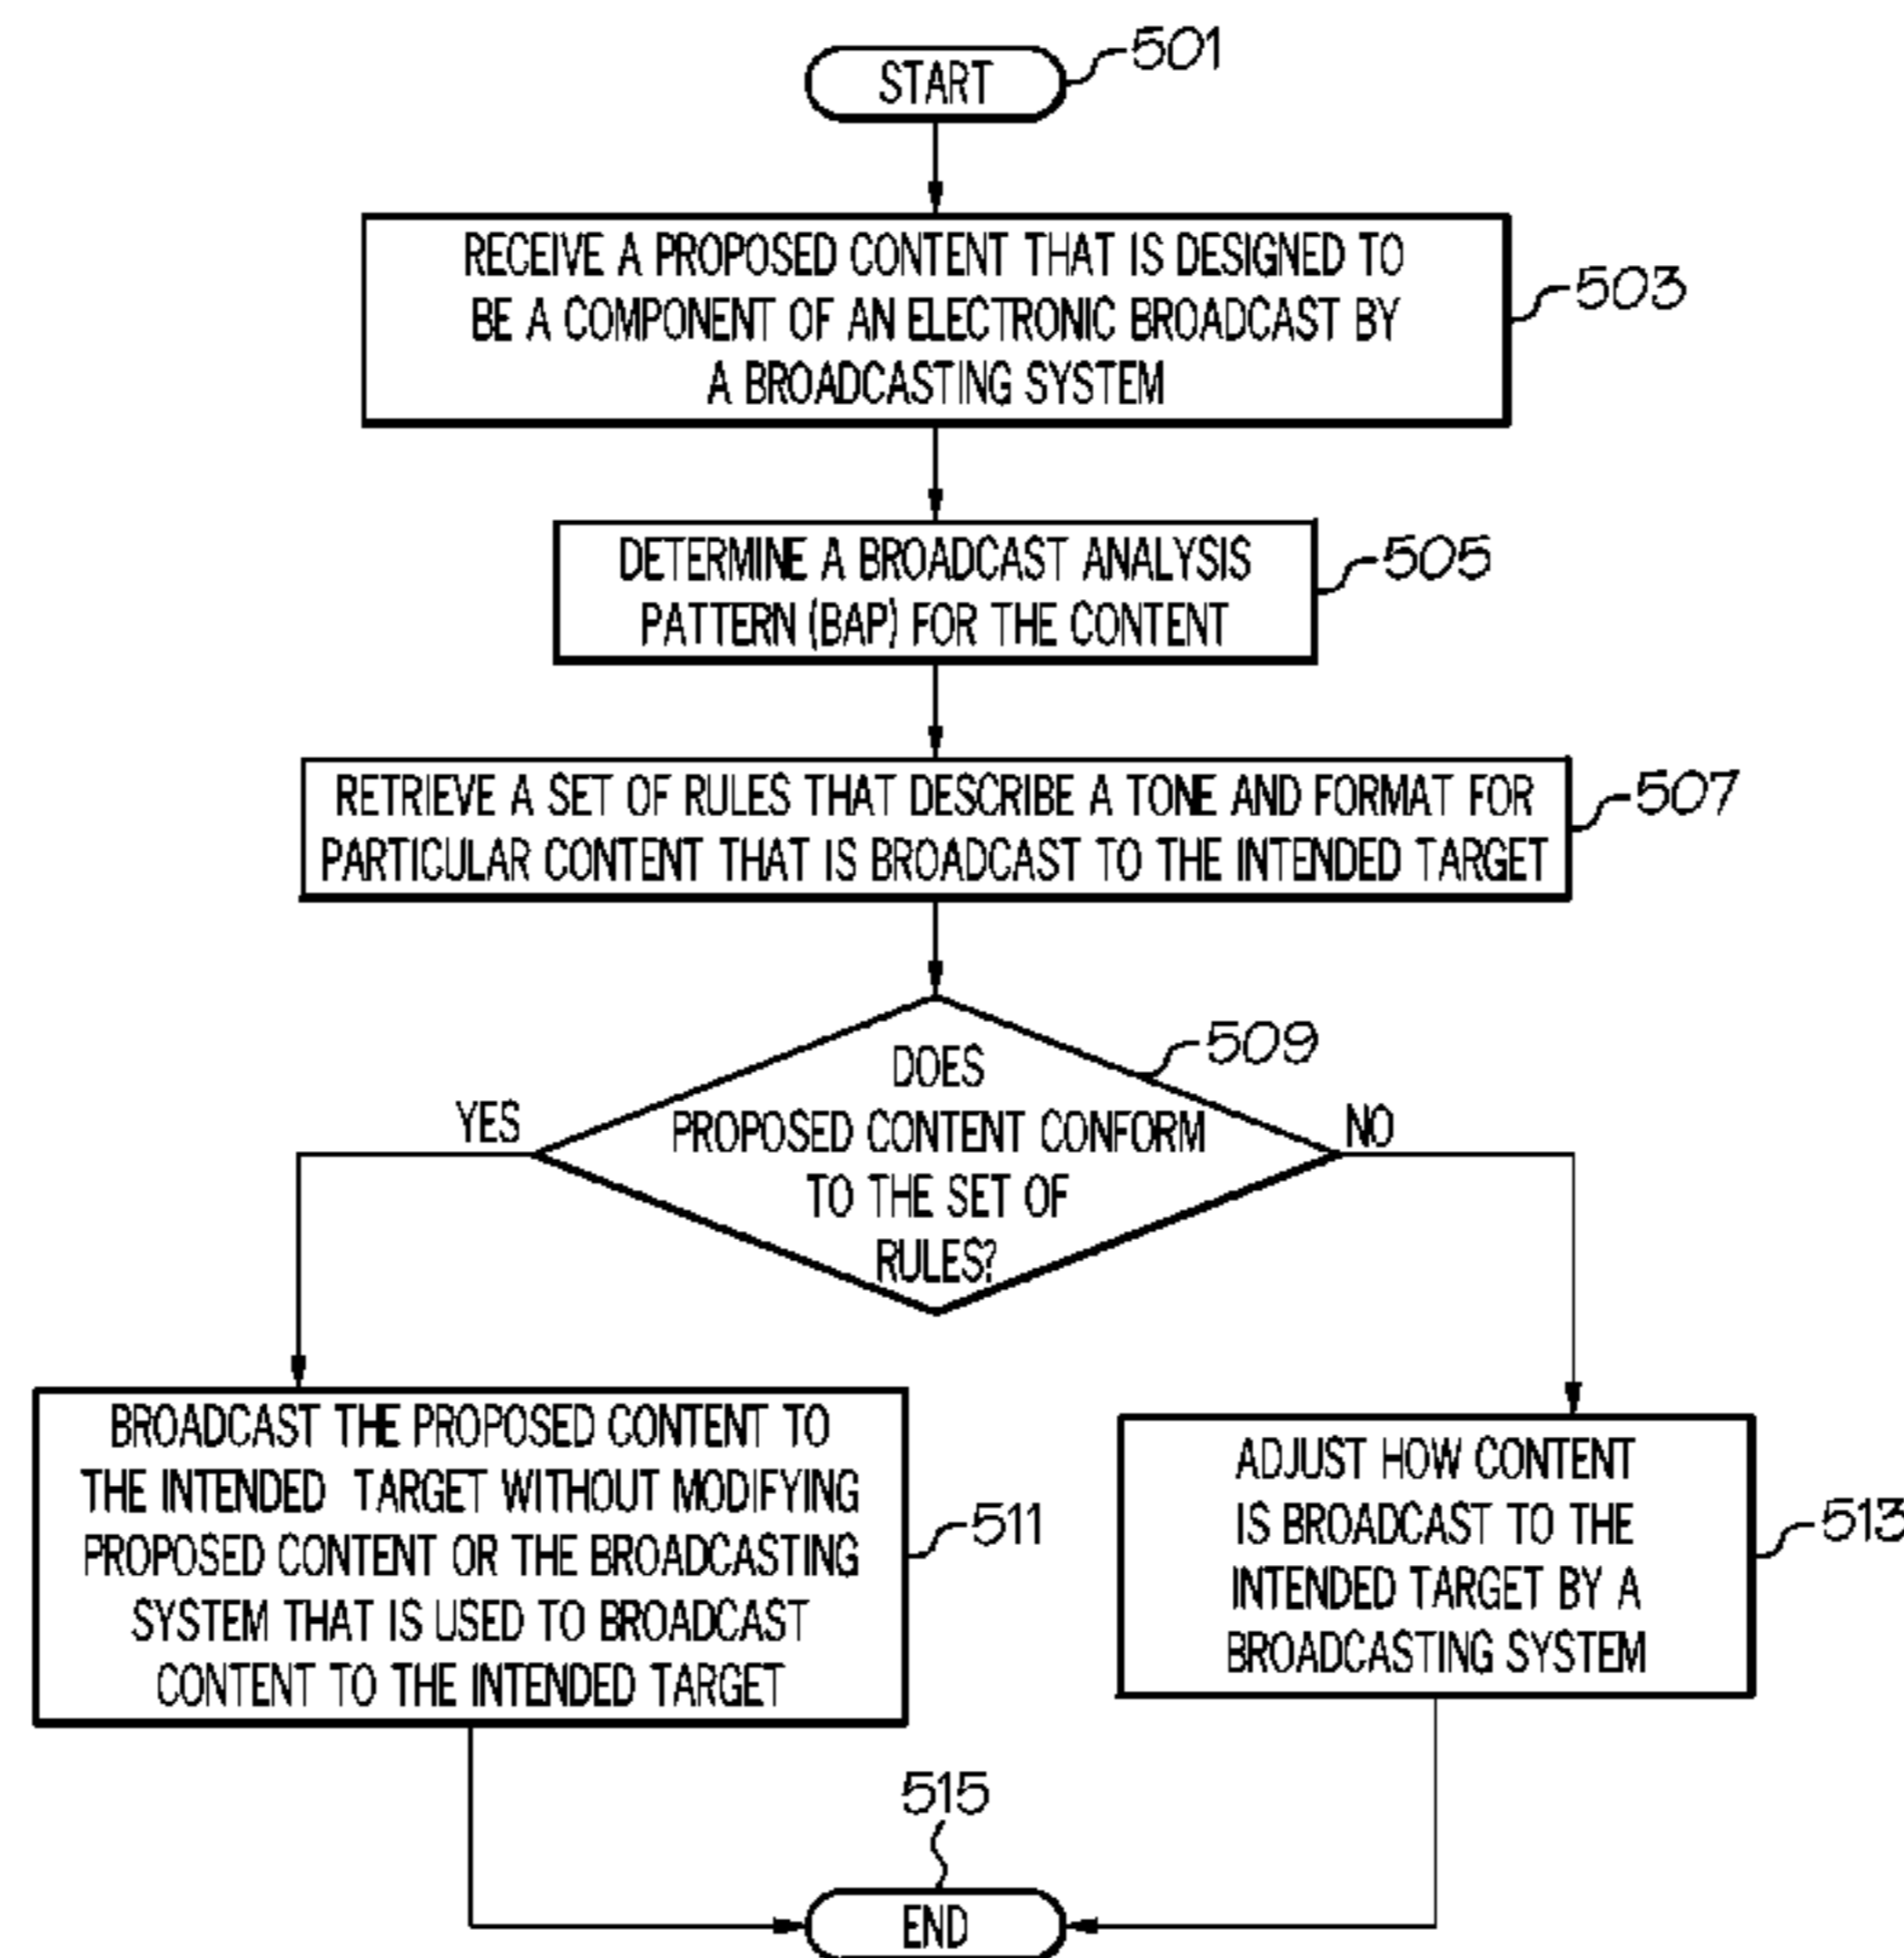 START
501
RECEIVE A PROPOSED CONTENT THAT IS DESIGNED TO
BE A COMPONENT OF AN ELECTRONIC BROADCAST BY
A BROADCASTING SYSTEM
503
DETERMINE A BROADCAST ANALYSIS
PATTERN (BAP) FOR THE CONTENT
505
RETRIEVE A SET OF RULES THAT DESCRIBE A TONE AND FORMAT FOR
PARTICULAR CONTENT THAT IS BROADCAST TO THE INTENDED TARGET
507
DOES
PROPOSED CONTENT CONFORM
TO THE SET OF
RULES?
509
YES
NO
BROADCAST THE PROPOSED CONTENT TO
THE INTENDED TARGET WITHOUT MODIFYING
PROPOSED CONTENT OR THE BROADCASTING
SYSTEM THAT IS USED TO BROADCAST
CONTENT TO THE INTENDED TARGET
511
ADJUST HOW CONTENT
IS BROADCAST TO THE
INTENDED TARGET BY A
BROADCASTING SYSTEM
513
515
END